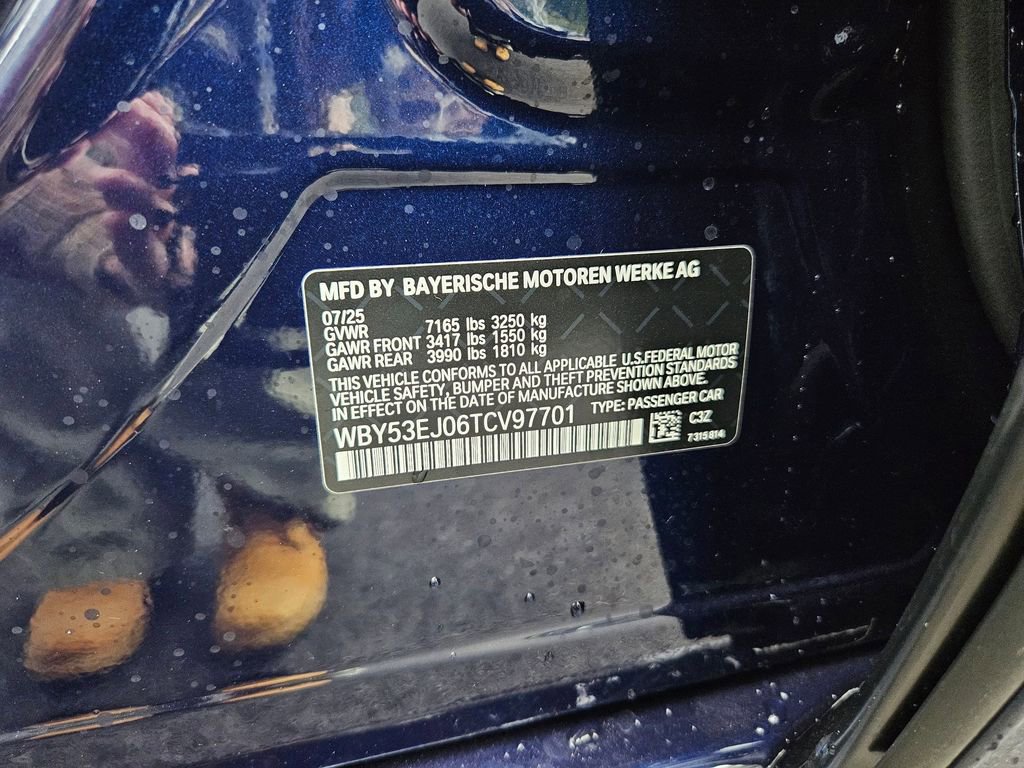 MFD BY BAYERISCHE MOTOREN WERKE AG
07/25
GVWR 7165 lbs 3250 kg
GAWR FRONT 3417 lbs 1550 kg
GAWR REAR 3990 lbs 1810 kg
THIS VEHICLE CONFORMS TO ALL APPLICABLE U.S.FEDERAL MOTOR
VEHICLE SAFETY, BUMPER AND THEFT PREVENTION STANDARDS
IN EFFECT ON THE DATE OF MANUFACTURE SHOWN ABOVE.
WBY53EJ06TCV97701 TYPE: PASSENGER CAR
C3Z
7315814